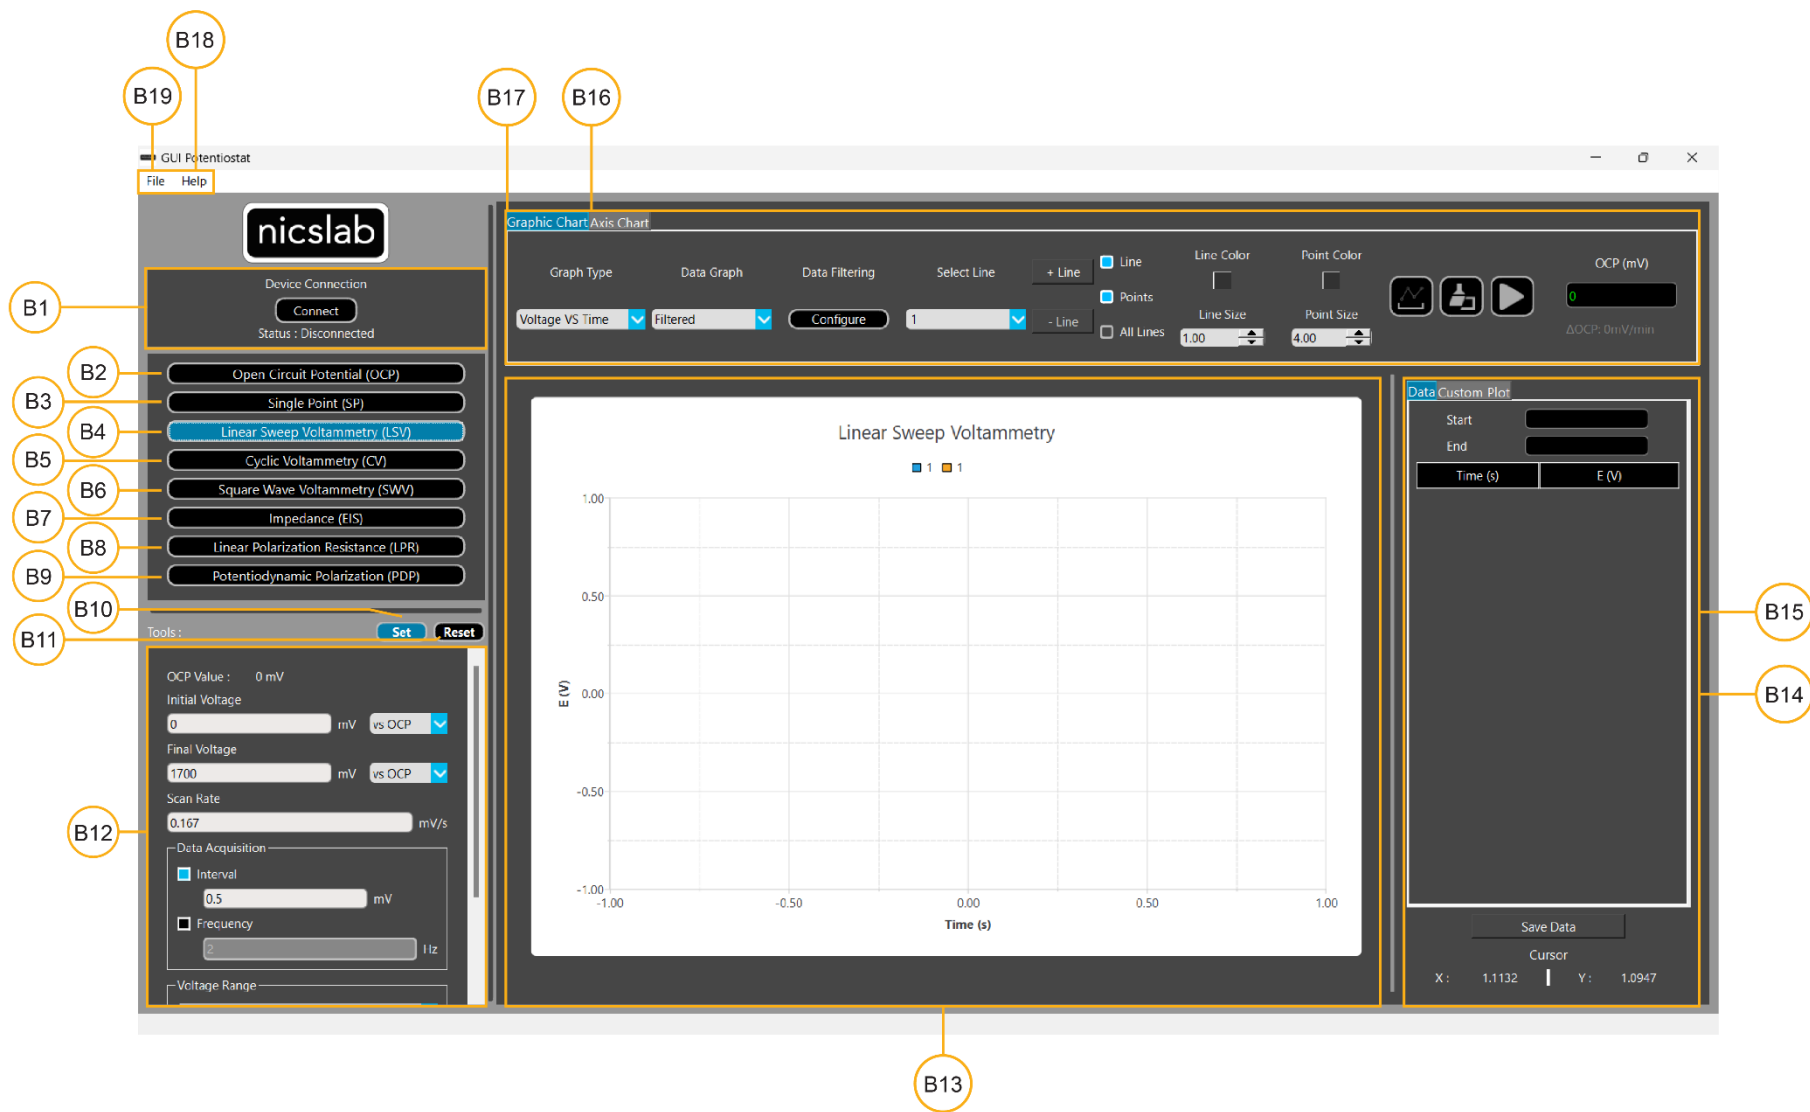 B18
B19
B17
B16
GUI Potentiostat
File Help
nicslab
B1
Device Connection
Connect
Status : Disconnected
B2
Open Circuit Potential (OCP)
B3
Single Point (SP)
B4
Linear Sweep Voltammetry (LSV)
B5
Cyclic Voltammetry (CV)
B6
Square Wave Voltammetry (SWV)
B7
Impedance (EIS)
B8
Linear Polarization Resistance (LPR)
B9
Potentiodynamic Polarization (PDP)
B10
B11
Tools :
Set
Reset
B12
OCP Value : 0 mV
Initial Voltage
0 mV vs OCP
Final Voltage
1700 mV vs OCP
Scan Rate
0.167 mV/s
Data Acquisition
Interval
0.5 mV
Frequency
2 Hz
Voltage Range
Graphic Chart Axis Chart
Graph Type
Voltage VS Time
Data Graph
Filtered
Data Filtering
Configure
Select Line
1
+ Line
- Line
Line
Points
All Lines
Line Color
Line Size
1.00
Point Color
Point Size
4.00
OCP (mV)
0
ΔOCP: 0mV/min
Linear Sweep Voltammetry
1 1
1.00
0.50
0.00
-0.50
-1.00
E (V)
-1.00 -0.50 0.00 0.50 1.00
Time (s)
B13
Data Custom Plot
Start
End
Time (s) E (V)
Save Data
Cursor
X : 1.1132 Y : 1.0947
B15
B14